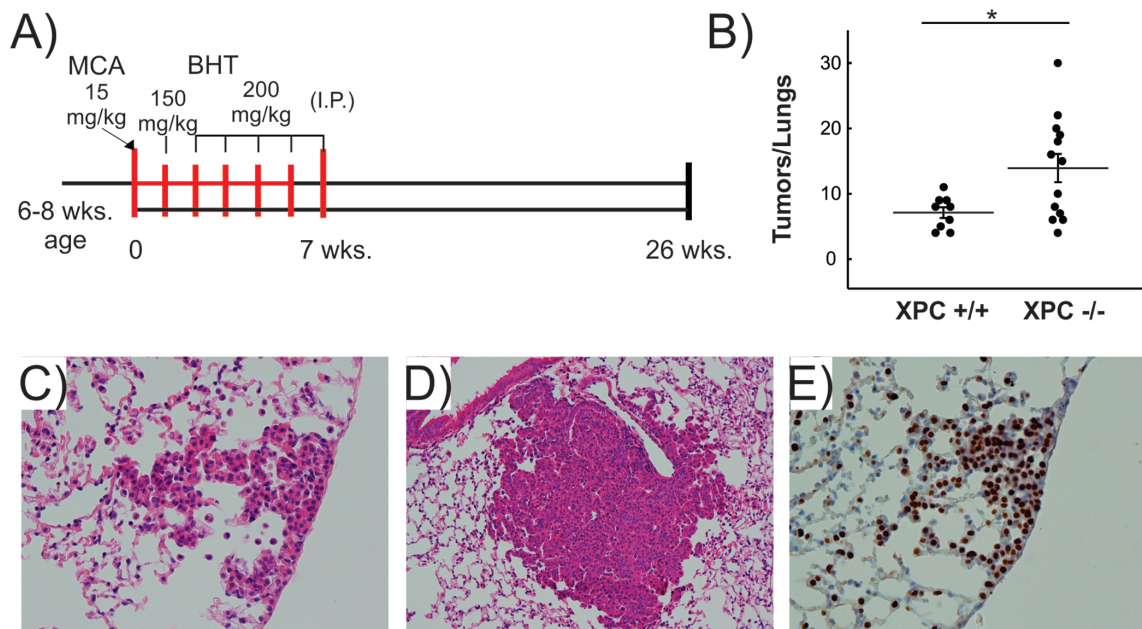 A)
MCA
15
mg/kg
BHT
150
mg/kg
200
mg/kg
(I.P.)
6-8 wks.
age
0
7 wks.
26 wks.
B)
*
Tumors/Lungs
30
20
10
0
XPC +/+
XPC -/-
C)
D)
E)